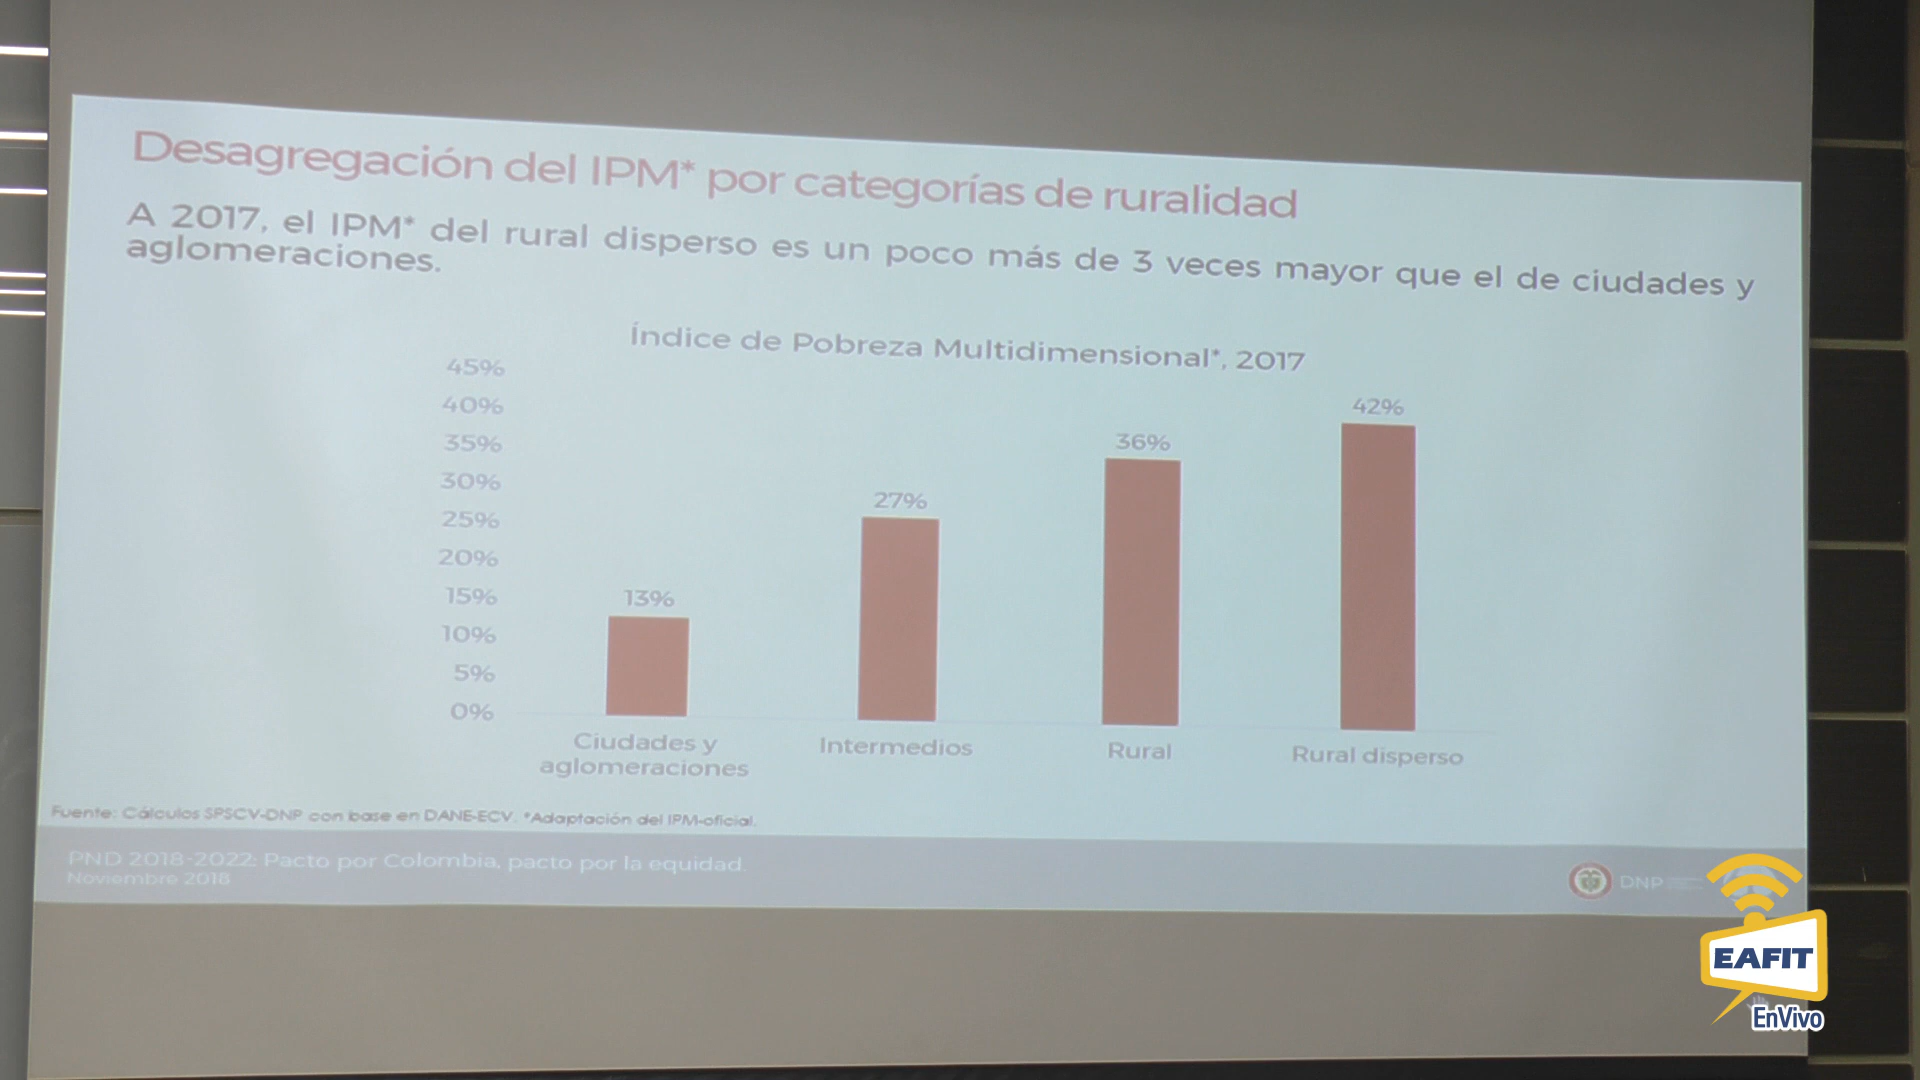 Desagregación del IPM* por categorías de ruralidad
A 2017, el IPM* del rural disperso es un poco más de 3 veces mayor que el de ciudades y
aglomeraciones.
Índice de Pobreza Multidimensional*, 2017
45%
40%
35%
30%
25%
20%
15%
10%
5%
0%
13%
27%
36%
42%
Ciudades y
aglomeraciones
Intermedios
Rural
Rural disperso
Fuente: Cálculos SPSCV-DNP con base en DANE-ECV. *Adaptación del IPM-oficial.
PND 2018-2022: Pacto por Colombia, pacto por la equidad.
Noviembre 2018
DNP
EAFIT
EnVivo